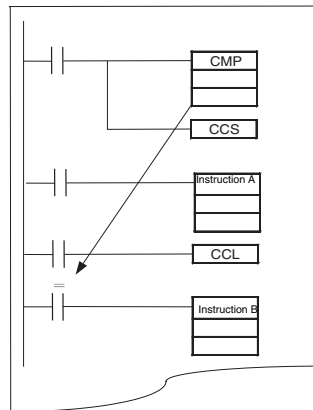 CMP
CCS
Instruction A
CCL
=
Instruction B